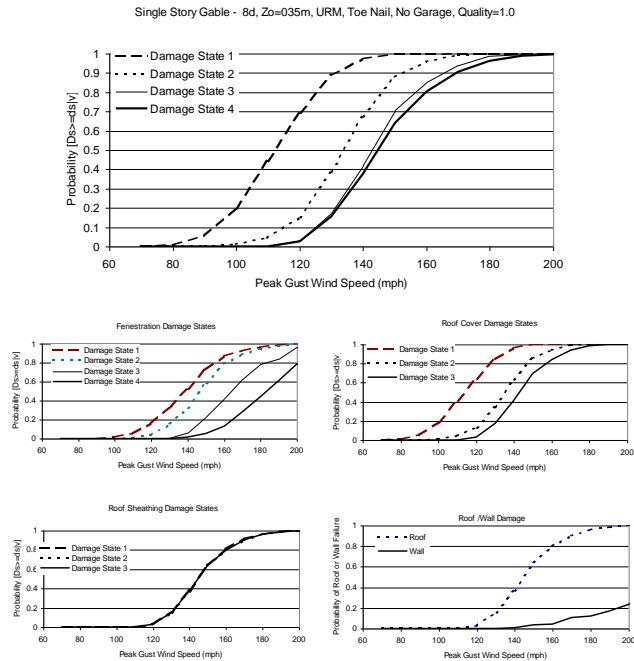 Single Story Gable - 8d, Zo=035m, URM, Toe Nail, No Garage, Quality=1.0
Probability [Ds>=ds|v]
1
0.9
0.8
0.7
0.6
0.5
0.4
0.3
0.2
0.1
0
Damage State 1
Damage State 2
Damage State 3
Damage State 4
60 80 100 120 140 160 180 200
Peak Gust Wind Speed (mph)
Fenestration Damage States
Probability [Ds>=ds|v]
1
0.8
0.6
0.4
0.2
0
Damage State 1
Damage State 2
Damage State 3
Damage State 4
60 80 100 120 140 160 180 200
Peak Gust Wind Speed (mph)
Roof Cover Damage States
Probability [Ds>=ds|v]
1
0.8
0.6
0.4
0.2
0
Damage State 1
Damage State 2
Damage State 3
60 80 100 120 140 160 180 200
Peak Gust Wind Speed (mph)
Roof Sheathing Damage States
Probability [Ds>=ds|v]
1
0.8
0.6
0.4
0.2
0
Damage State 1
Damage State 2
Damage State 3
60 80 100 120 140 160 180 200
Peak Gust Wind Speed (mph)
Roof /Wall Damage
Probability of Roof or Wall Failure
1
0.8
0.6
0.4
0.2
0
Roof
Wall
60 80 100 120 140 160 180 200
Peak Gust Wind Speed (mph)